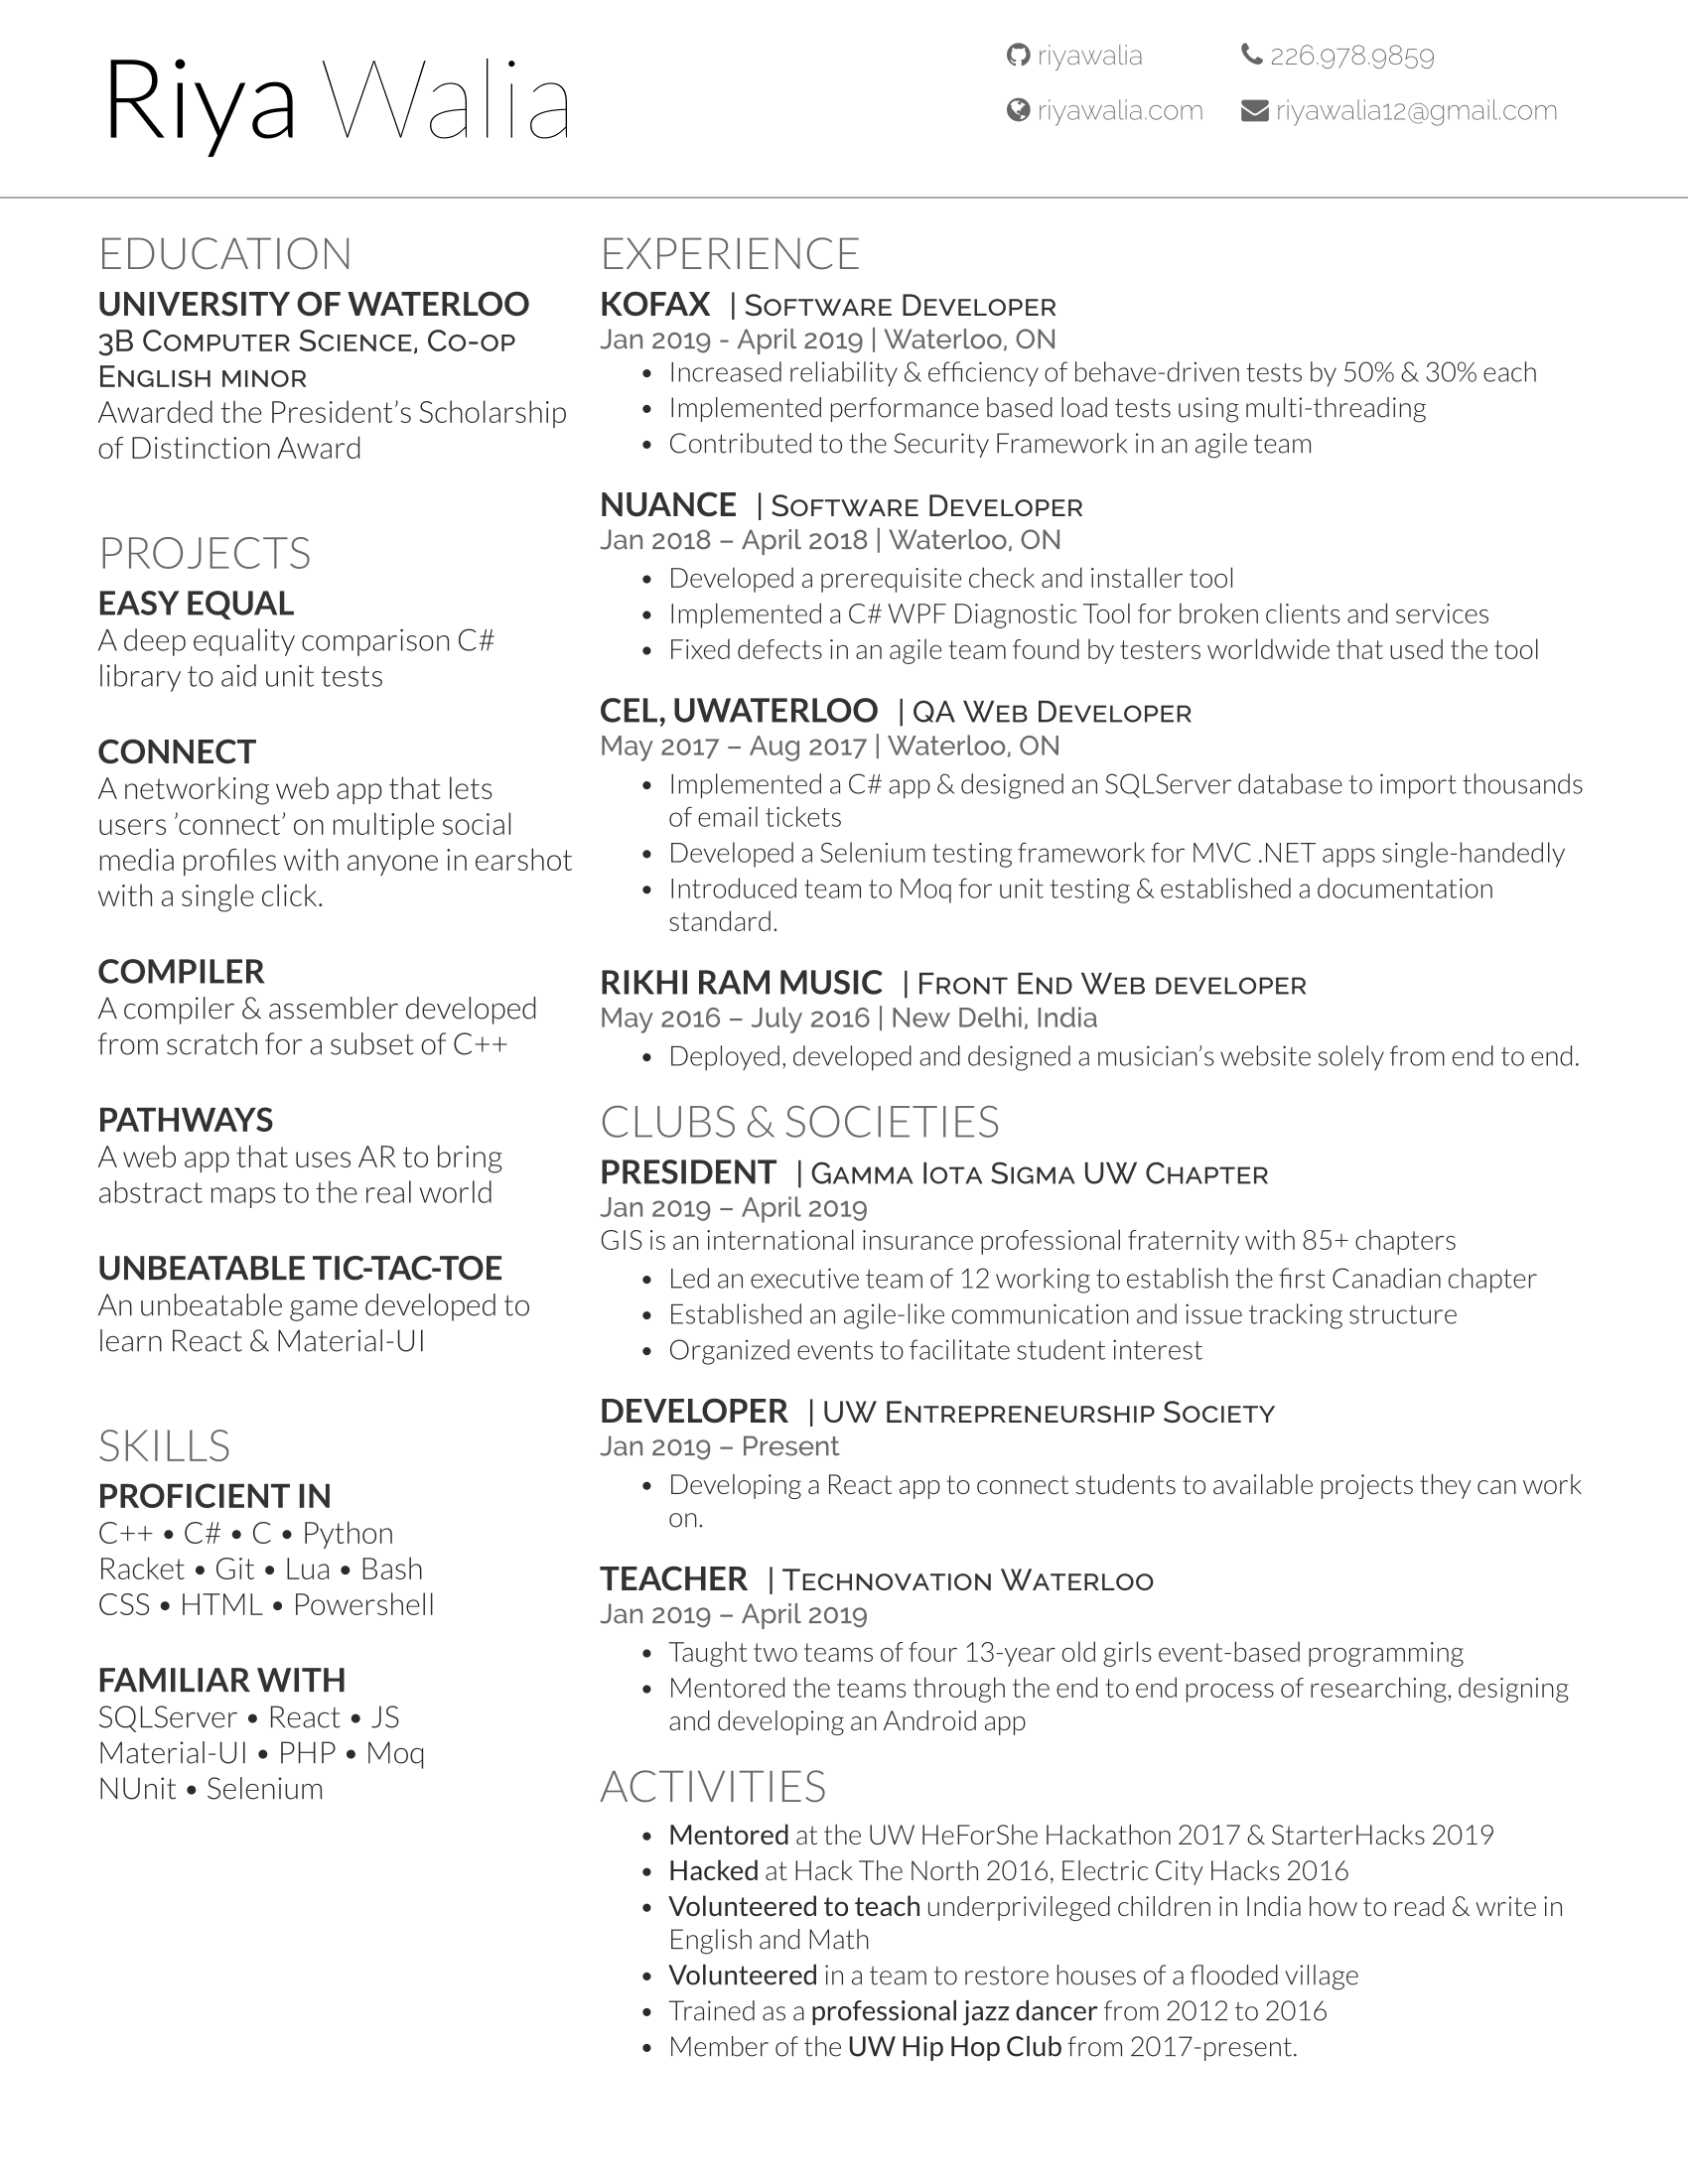 Riya Walia
riyawalia
226.978.9859
riyawalia.com
riyawalia12@gmail.com
EDUCATION
UNIVERSITY OF WATERLOO
3B Computer Science, Co-op
English minor
Awarded the President's Scholarship
of Distinction Award
PROJECTS
EASY EQUAL
A deep equality comparison C#
library to aid unit tests
CONNECT
A networking web app that lets
users 'connect' on multiple social
media profiles with anyone in earshot
with a single click.
COMPILER
A compiler & assembler developed
from scratch for a subset of C++
PATHWAYS
A web app that uses AR to bring
abstract maps to the real world
UNBEATABLE TIC-TAC-TOE
An unbeatable game developed to
learn React & Material-UI
SKILLS
PROFICIENT IN
C++ • C# • C • Python
Racket • Git • Lua • Bash
CSS • HTML • Powershell
FAMILIAR WITH
SQLServer • React • JS
Material-UI • PHP • Moq
NUnit • Selenium
EXPERIENCE
KOFAX | Software Developer
Jan 2019 - April 2019 | Waterloo, ON
• Increased reliability & efficiency of behave-driven tests by 50% & 30% each
• Implemented performance based load tests using multi-threading
• Contributed to the Security Framework in an agile team
NUANCE | Software Developer
Jan 2018 – April 2018 | Waterloo, ON
• Developed a prerequisite check and installer tool
• Implemented a C# WPF Diagnostic Tool for broken clients and services
• Fixed defects in an agile team found by testers worldwide that used the tool
CEL, UWATERLOO | QA Web Developer
May 2017 – Aug 2017 | Waterloo, ON
• Implemented a C# app & designed an SQLServer database to import thousands
of email tickets
• Developed a Selenium testing framework for MVC .NET apps single-handedly
• Introduced team to Moq for unit testing & established a documentation
standard.
RIKHI RAM MUSIC | Front End Web developer
May 2016 – July 2016 | New Delhi, India
• Deployed, developed and designed a musician's website solely from end to end.
CLUBS & SOCIETIES
PRESIDENT | Gamma Iota Sigma UW Chapter
Jan 2019 – April 2019
GIS is an international insurance professional fraternity with 85+ chapters
• Led an executive team of 12 working to establish the first Canadian chapter
• Established an agile-like communication and issue tracking structure
• Organized events to facilitate student interest
DEVELOPER | UW Entrepreneurship Society
Jan 2019 – Present
• Developing a React app to connect students to available projects they can work
on.
TEACHER | Technovation Waterloo
Jan 2019 – April 2019
• Taught two teams of four 13-year old girls event-based programming
• Mentored the teams through the end to end process of researching, designing
and developing an Android app
ACTIVITIES
• Mentored at the UW HeForShe Hackathon 2017 & StarterHacks 2019
• Hacked at Hack The North 2016, Electric City Hacks 2016
• Volunteered to teach underprivileged children in India how to read & write in
English and Math
• Volunteered in a team to restore houses of a flooded village
• Trained as a professional jazz dancer from 2012 to 2016
• Member of the UW Hip Hop Club from 2017-present.